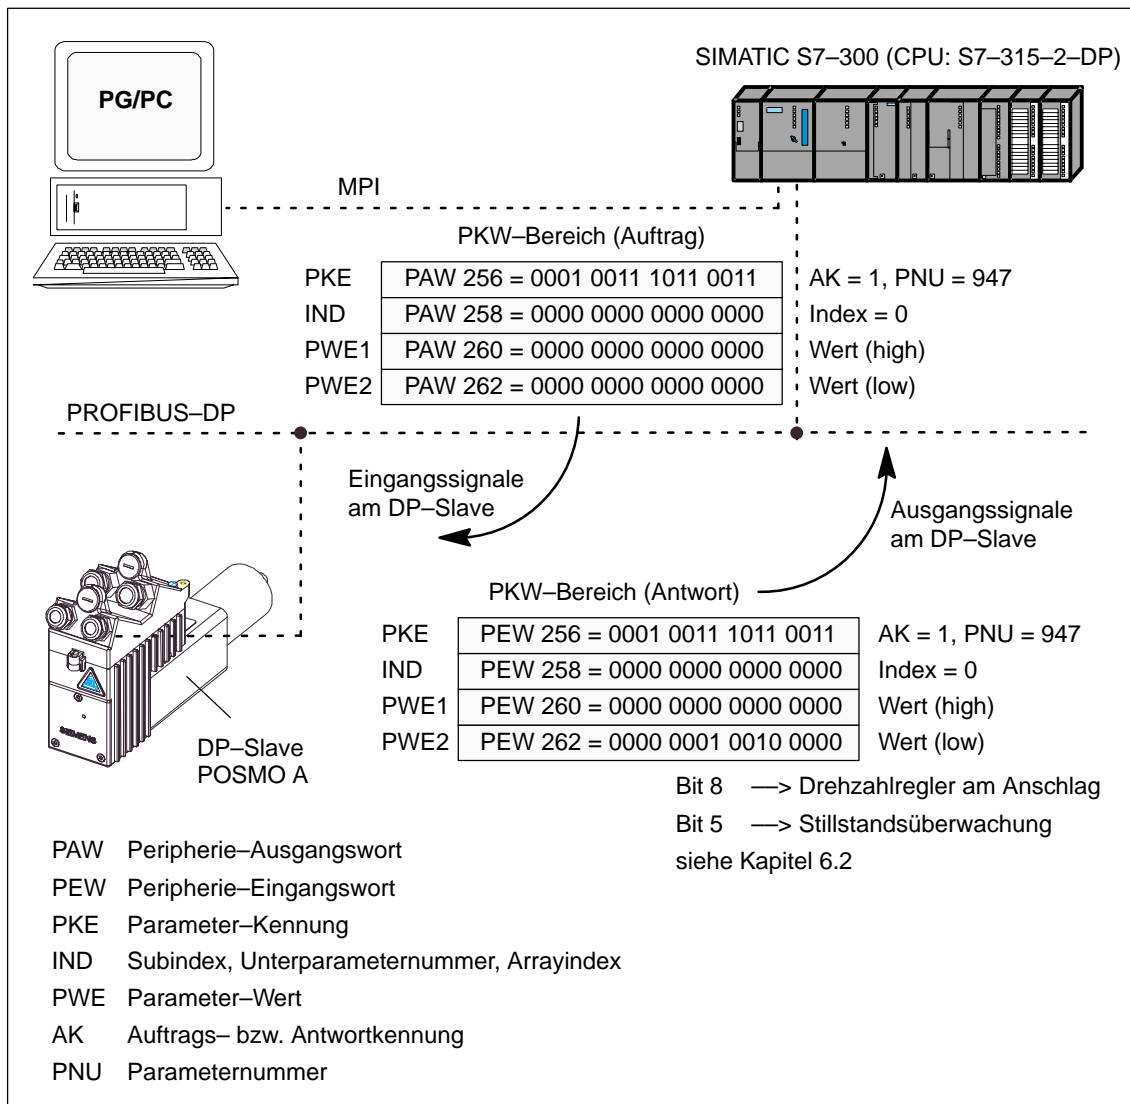 SIMATIC S7–300 (CPU: S7–315–2–DP)
PG/PC
MPI
PKW–Bereich (Auftrag)
PKE PAW 256 = 0001 0011 1011 0011 AK = 1, PNU = 947
IND PAW 258 = 0000 0000 0000 0000 Index = 0
PWE1 PAW 260 = 0000 0000 0000 0000 Wert (high)
PWE2 PAW 262 = 0000 0000 0000 0000 Wert (low)
PROFIBUS–DP
Eingangssignale
am DP–Slave
Ausgangssignale
am DP–Slave
PKW–Bereich (Antwort)
PKE PEW 256 = 0001 0011 1011 0011 AK = 1, PNU = 947
IND PEW 258 = 0000 0000 0000 0000 Index = 0
PWE1 PEW 260 = 0000 0000 0000 0000 Wert (high)
PWE2 PEW 262 = 0000 0001 0010 0000 Wert (low)
SIEMENS
DP–Slave
POSMO A
Bit 8 ––> Drehzahlregler am Anschlag
Bit 5 ––> Stillstandsüberwachung
siehe Kapitel 6.2
PAW Peripherie–Ausgangswort
PEW Peripherie–Eingangswort
PKE Parameter–Kennung
IND Subindex, Unterparameternummer, Arrayindex
PWE Parameter–Wert
AK Auftrags– bzw. Antwortkennung
PNU Parameternummer